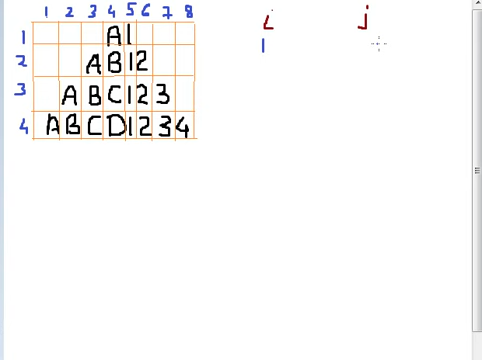 1 2 3 4 5 6 7 8 i j
1 A1 1
2 AB12
3 ABC123
4 ABCD1234